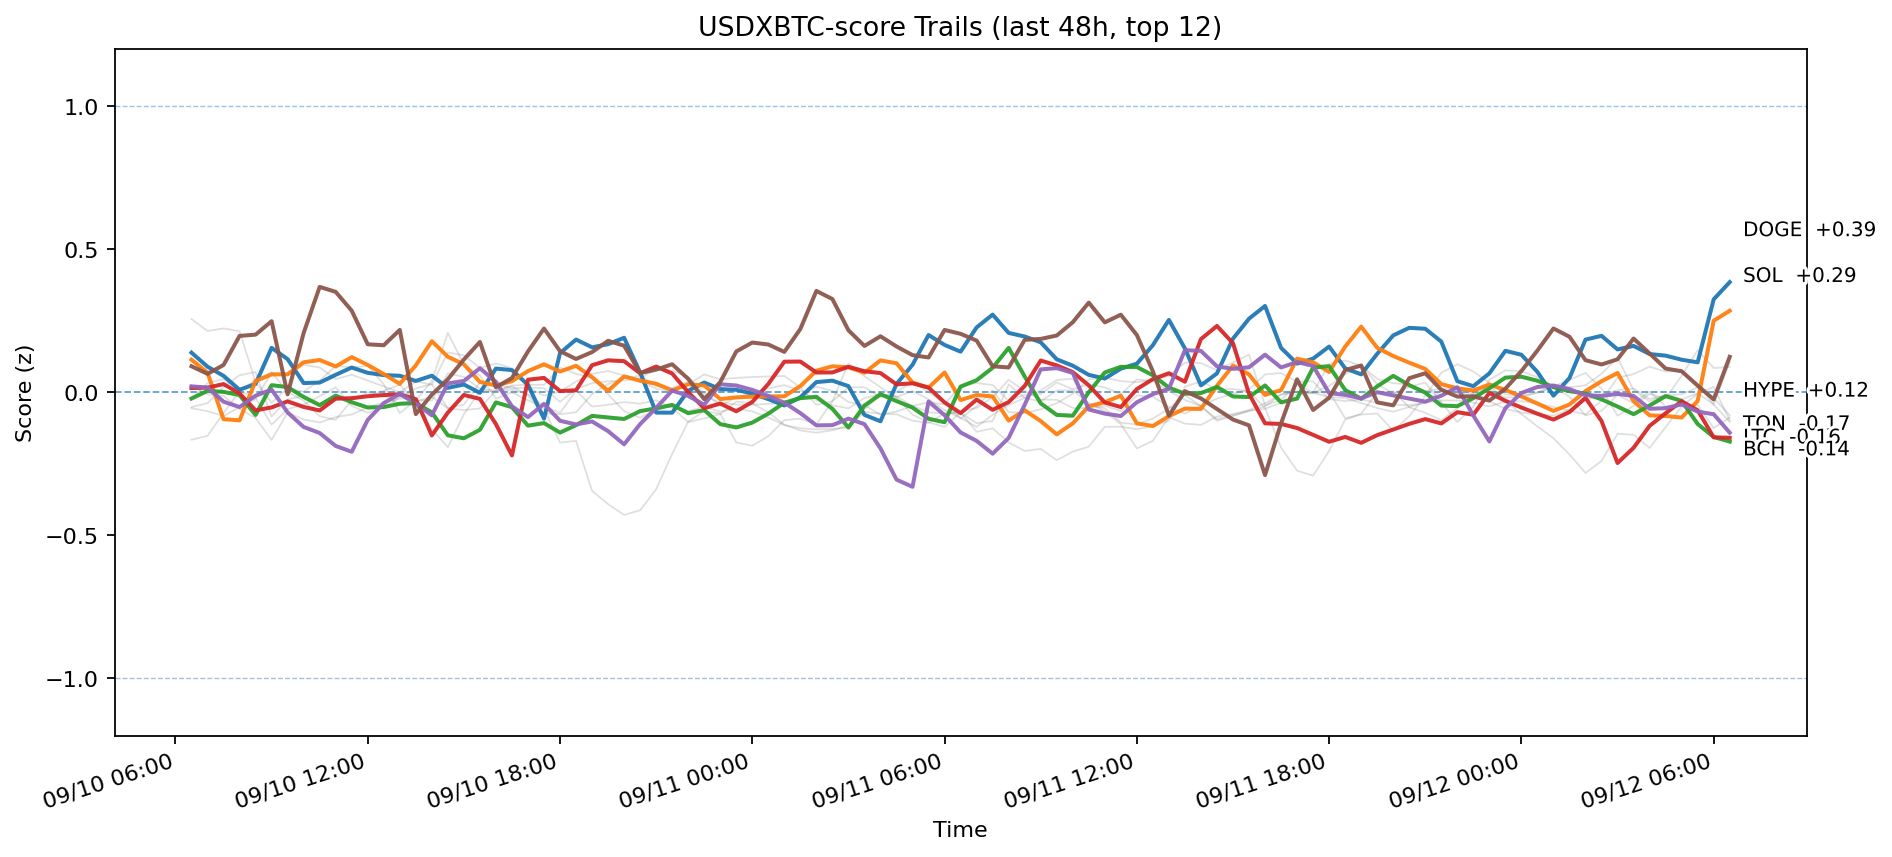 USDXBTC-score Trails (last 48h, top 12)
Score (z)
1.0
0.5
0.0
−0.5
−1.0
DOGE +0.39
SOL +0.29
HYPE +0.12
TON -0.17
LTC -0.16
BCH -0.14
09/10 06:00
09/10 12:00
09/10 18:00
09/11 00:00
09/11 06:00
09/11 12:00
09/11 18:00
09/12 00:00
09/12 06:00
Time